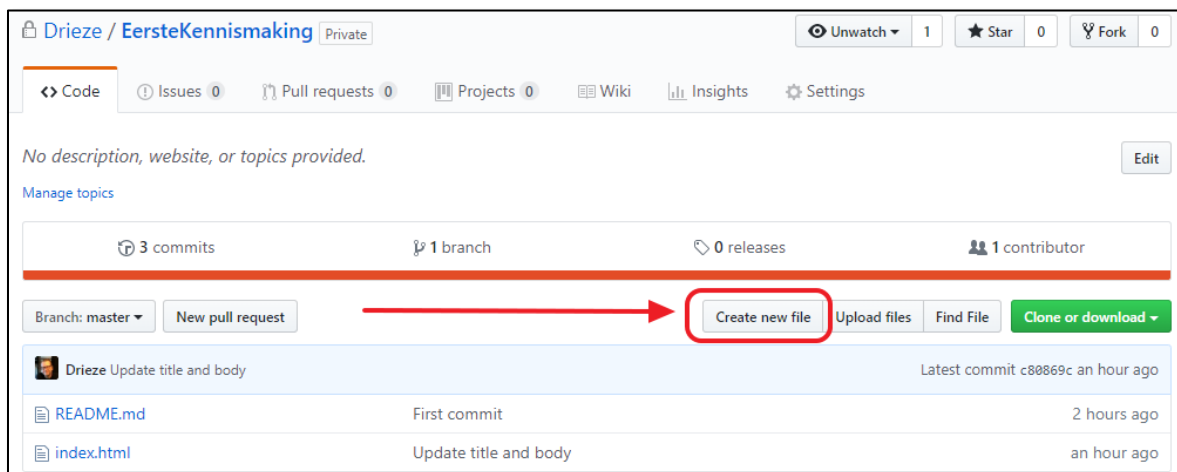 Drieze / EersteKennismaking Private Unwatch 1 Star 0 Fork 0
Code Issues 0 Pull requests 0 Projects 0 Wiki Insights Settings
No description, website, or topics provided. Edit
Manage topics
3 commits 1 branch 0 releases 1 contributor
Branch: master New pull request Create new file Upload files Find File Clone or download
Drieze Update title and body Latest commit c80869c an hour ago
README.md First commit 2 hours ago
index.html Update title and body an hour ago